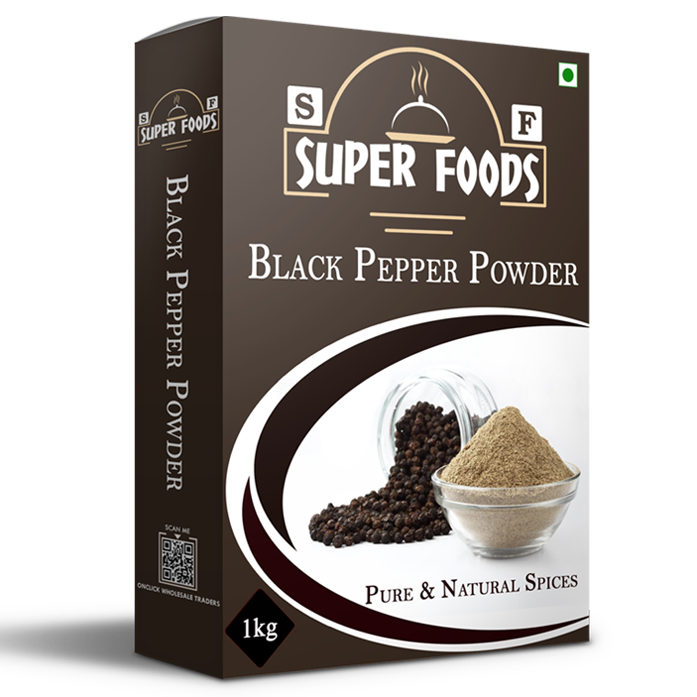 S
F
SUPER FOODS
BLACK PEPPER POWDER
PURE & NATURAL SPICES
1kg
S
F
SUPER FOODS
BLACK PEPPER POWDER
SCAN ME
ONCLICK WHOLESALE TRADERS